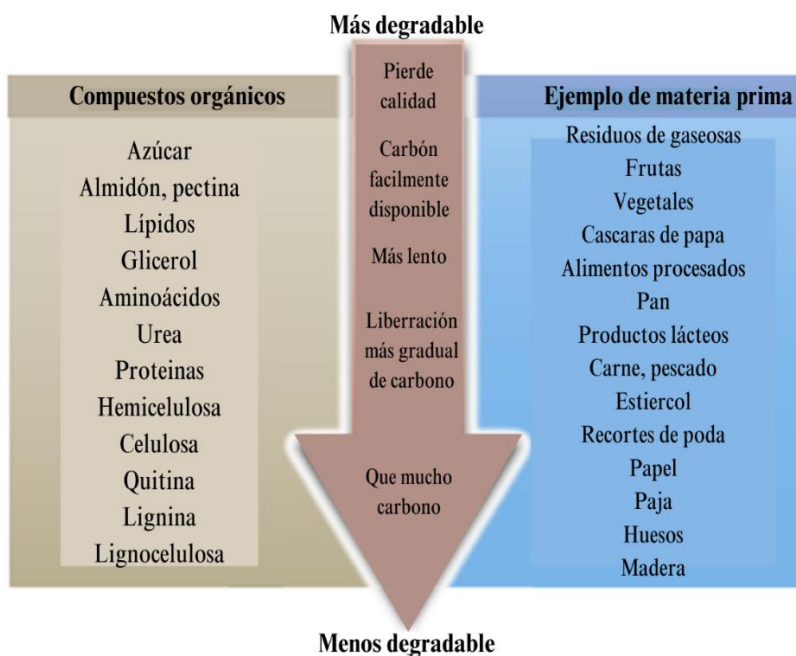 Más degradable
Compuestos orgánicos
Azúcar
Almidón, pectina
Lípidos
Glicerol
Aminoácidos
Urea
Proteinas
Hemicelulosa
Celulosa
Quitina
Lignina
Lignocelulosa
Pierde
calidad
Carbón
facilmente
disponible
Más lento
Liberración
más gradual
de carbono
Que mucho
carbono
Ejemplo de materia prima
Residuos de gaseosas
Frutas
Vegetales
Cascaras de papa
Alimentos procesados
Pan
Productos lácteos
Carne, pescado
Estiercol
Recortes de poda
Papel
Paja
Huesos
Madera
Menos degradable